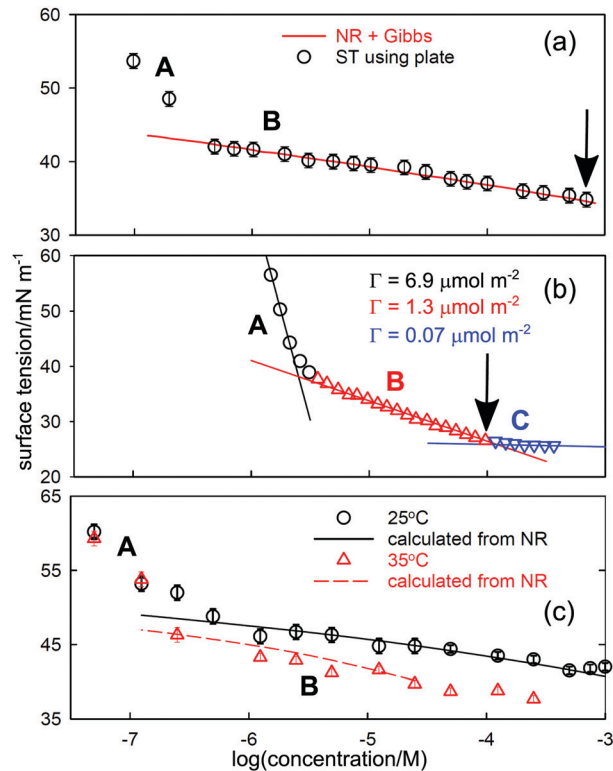 (a)
NR + Gibbs
ST using plate
A
B
60
50
40
30
(b)
Γ = 6.9 μmol m⁻²
Γ = 1.3 μmol m⁻²
Γ = 0.07 μmol m⁻²
A
B
C
60
50
40
30
20
surface tension/mN m⁻¹
(c)
25°C
calculated from NR
35°C
calculated from NR
A
B
65
55
45
35
-7 -6 -5 -4 -3
log(concentration/M)